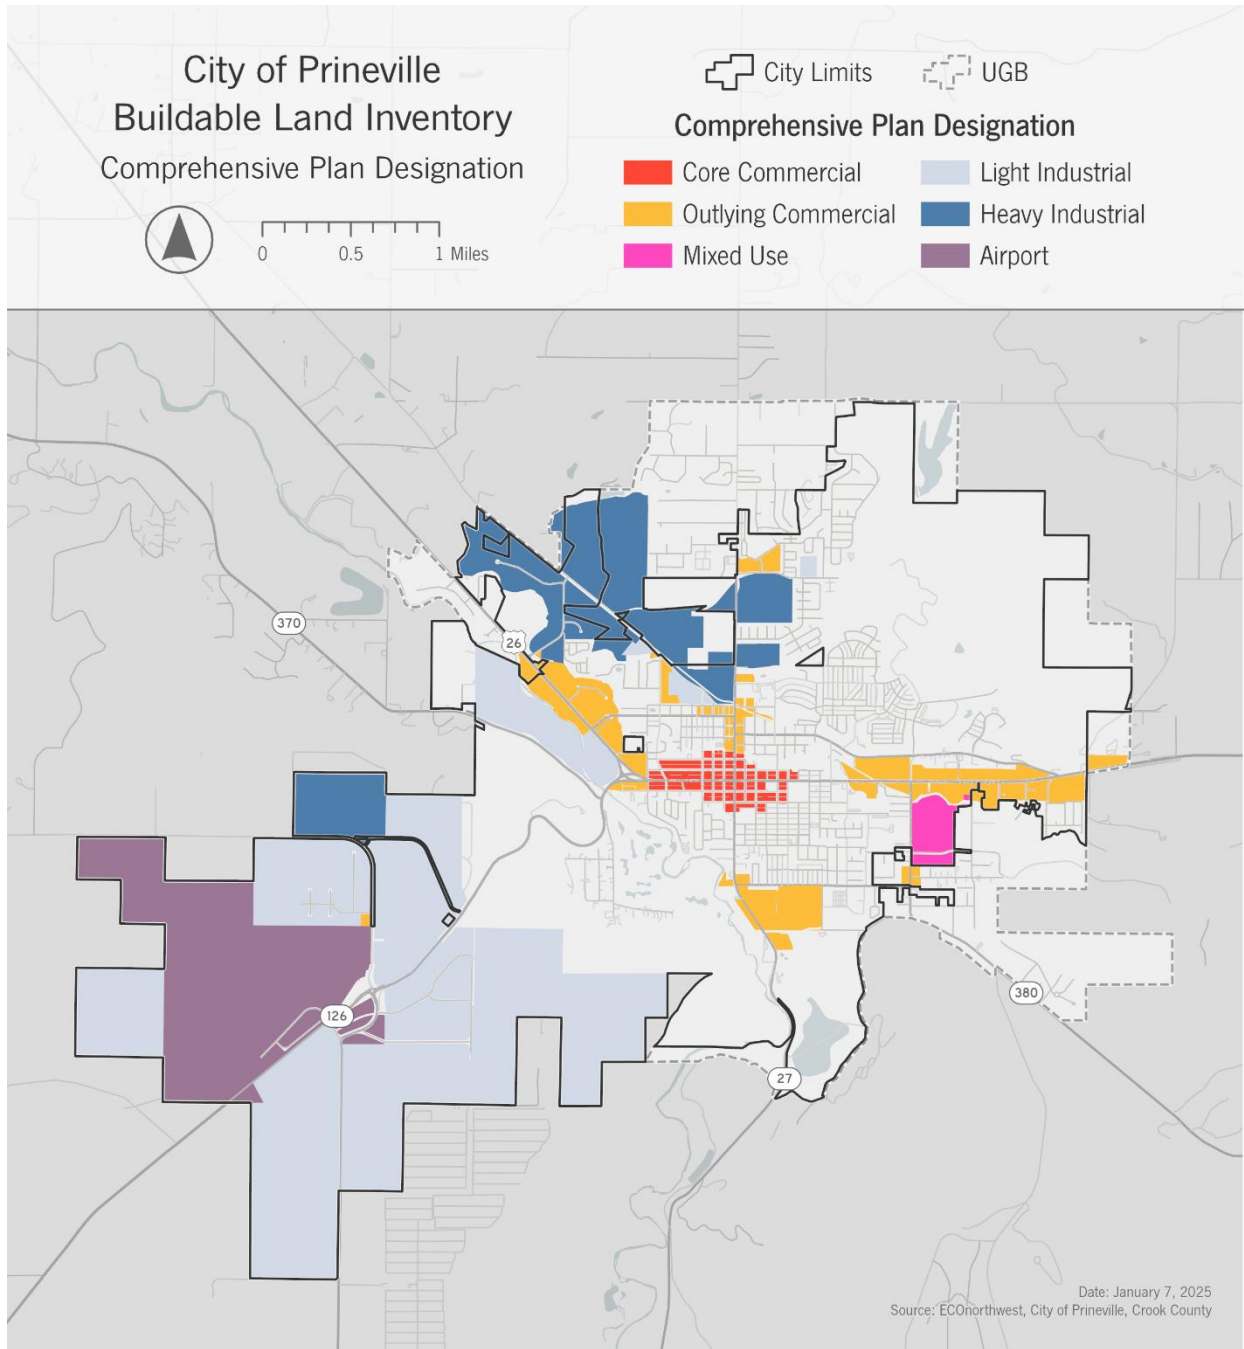 City of Prineville
Buildable Land Inventory
Comprehensive Plan Designation
0 0.5 1 Miles
City Limits UGB
Comprehensive Plan Designation
Core Commercial Light Industrial
Outlying Commercial Heavy Industrial
Mixed Use Airport
370
26
126
380
27
Date: January 7, 2025
Source: ECOnorthwest, City of Prineville, Crook County